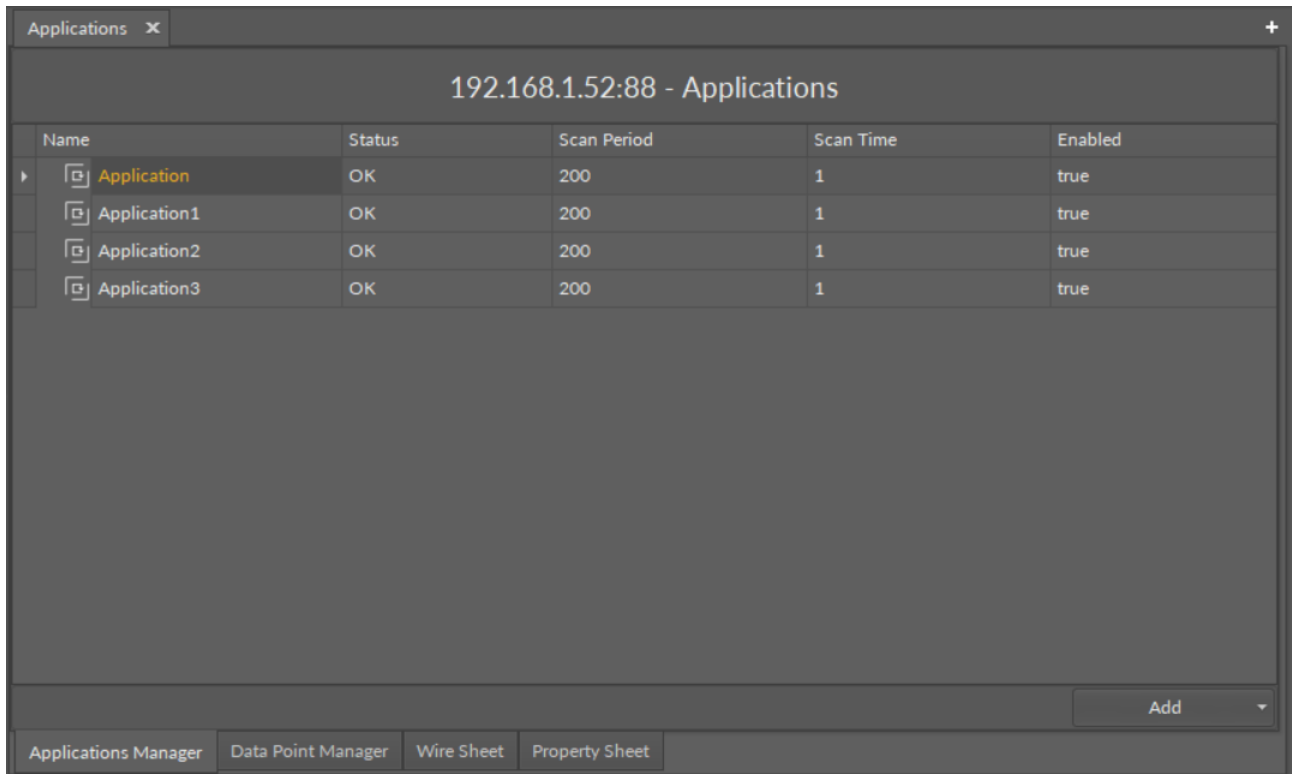 Applications
192.168.1.52:88 - Applications
Name Status Scan Period Scan Time Enabled
Application OK 200 1 true
Application1 OK 200 1 true
Application2 OK 200 1 true
Application3 OK 200 1 true
Add
Applications Manager Data Point Manager Wire Sheet Property Sheet